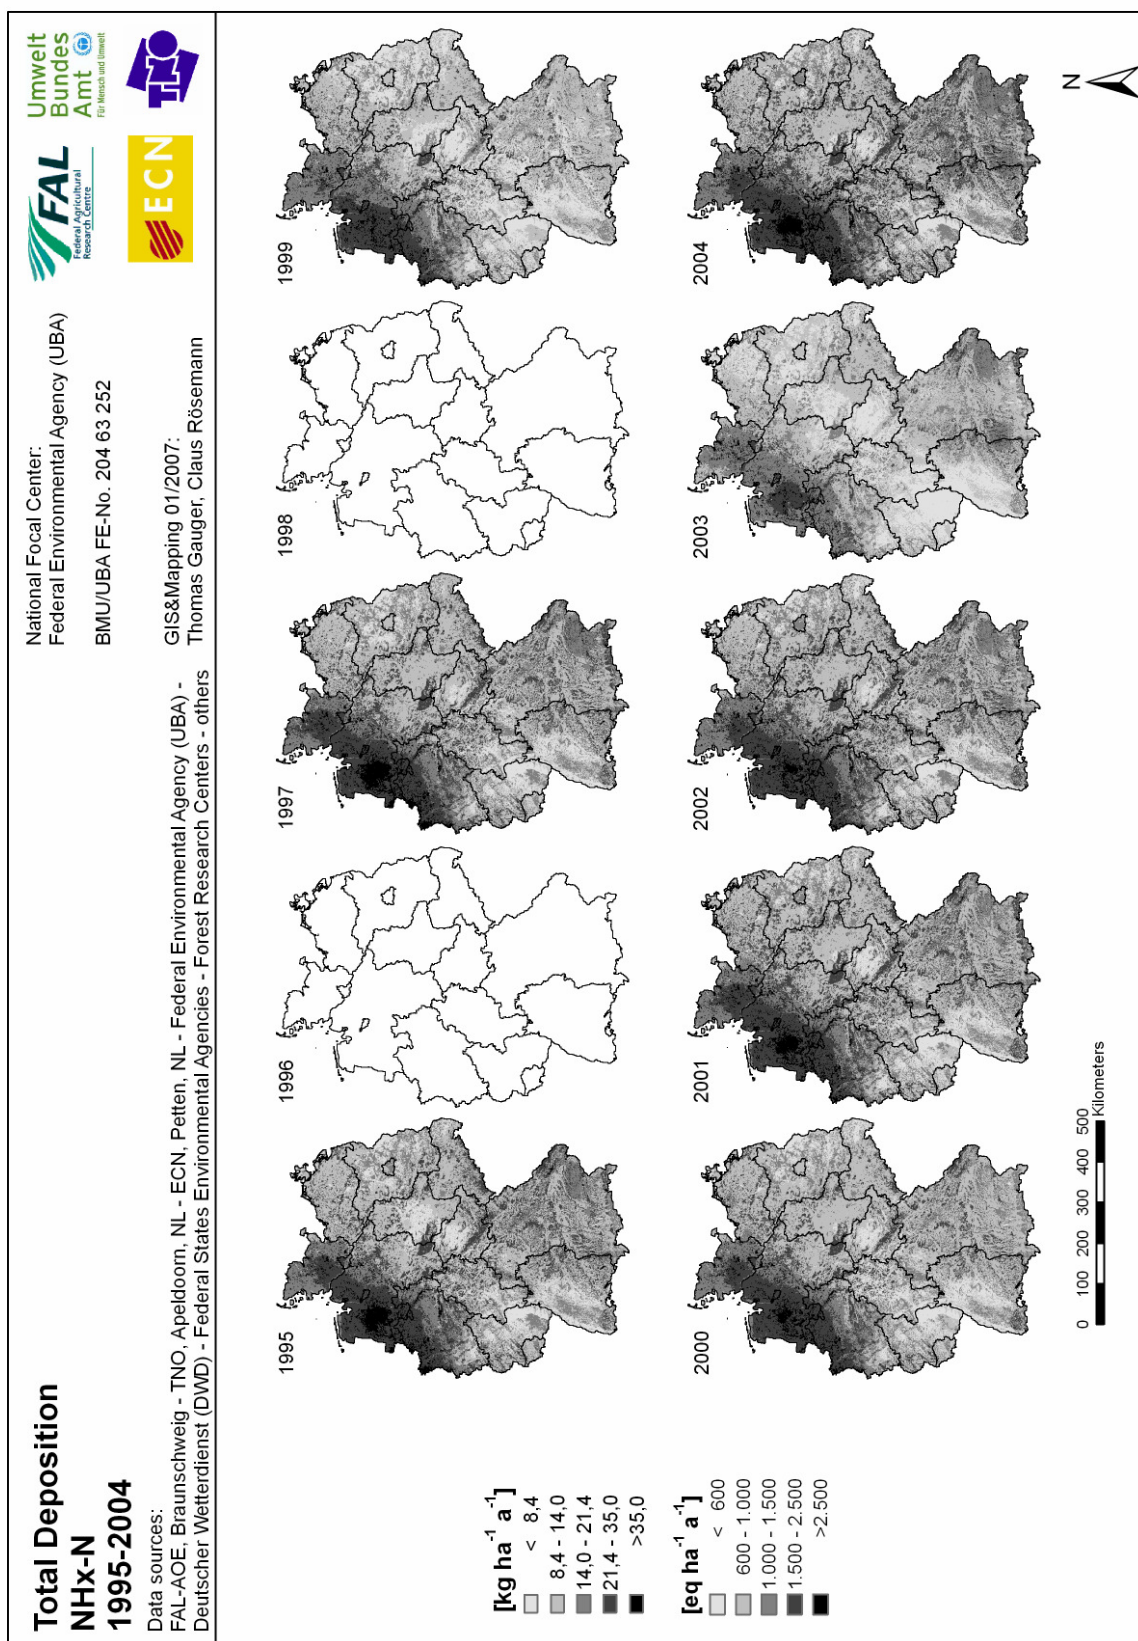 Total Deposition
NHx-N
1995-2004
Data sources:
FAL-AOE, Braunschweig - TNO, Apeldoorn, NL - ECN, Petten, NL - Federal Environmental Agency (UBA) -
Deutscher Wetterdienst (DWD) - Federal States Environmental Agencies - Forest Research Centers - others
National Focal Center:
Federal Environmental Agency (UBA)
BMU/UBA FE-No. 204 63 252
GIS&Mapping 01/2007:
Thomas Gauger, Claus Rösemann
FAL
Federal Agricultural
Research Centre
Umwelt
Bundes
Amt
Für Mensch und Umwelt
ECN
TNO
[kg ha⁻¹ a⁻¹]
< 8,4
8,4 - 14,0
14,0 - 21,4
21,4 - 35,0
>35,0
[eq ha⁻¹ a⁻¹]
< 600
600 - 1.000
1.000 - 1.500
1.500 - 2.500
>2.500
1995
1996
1997
1998
1999
2000
2001
2002
2003
2004
0 100 200 300 400 500
Kilometers
N